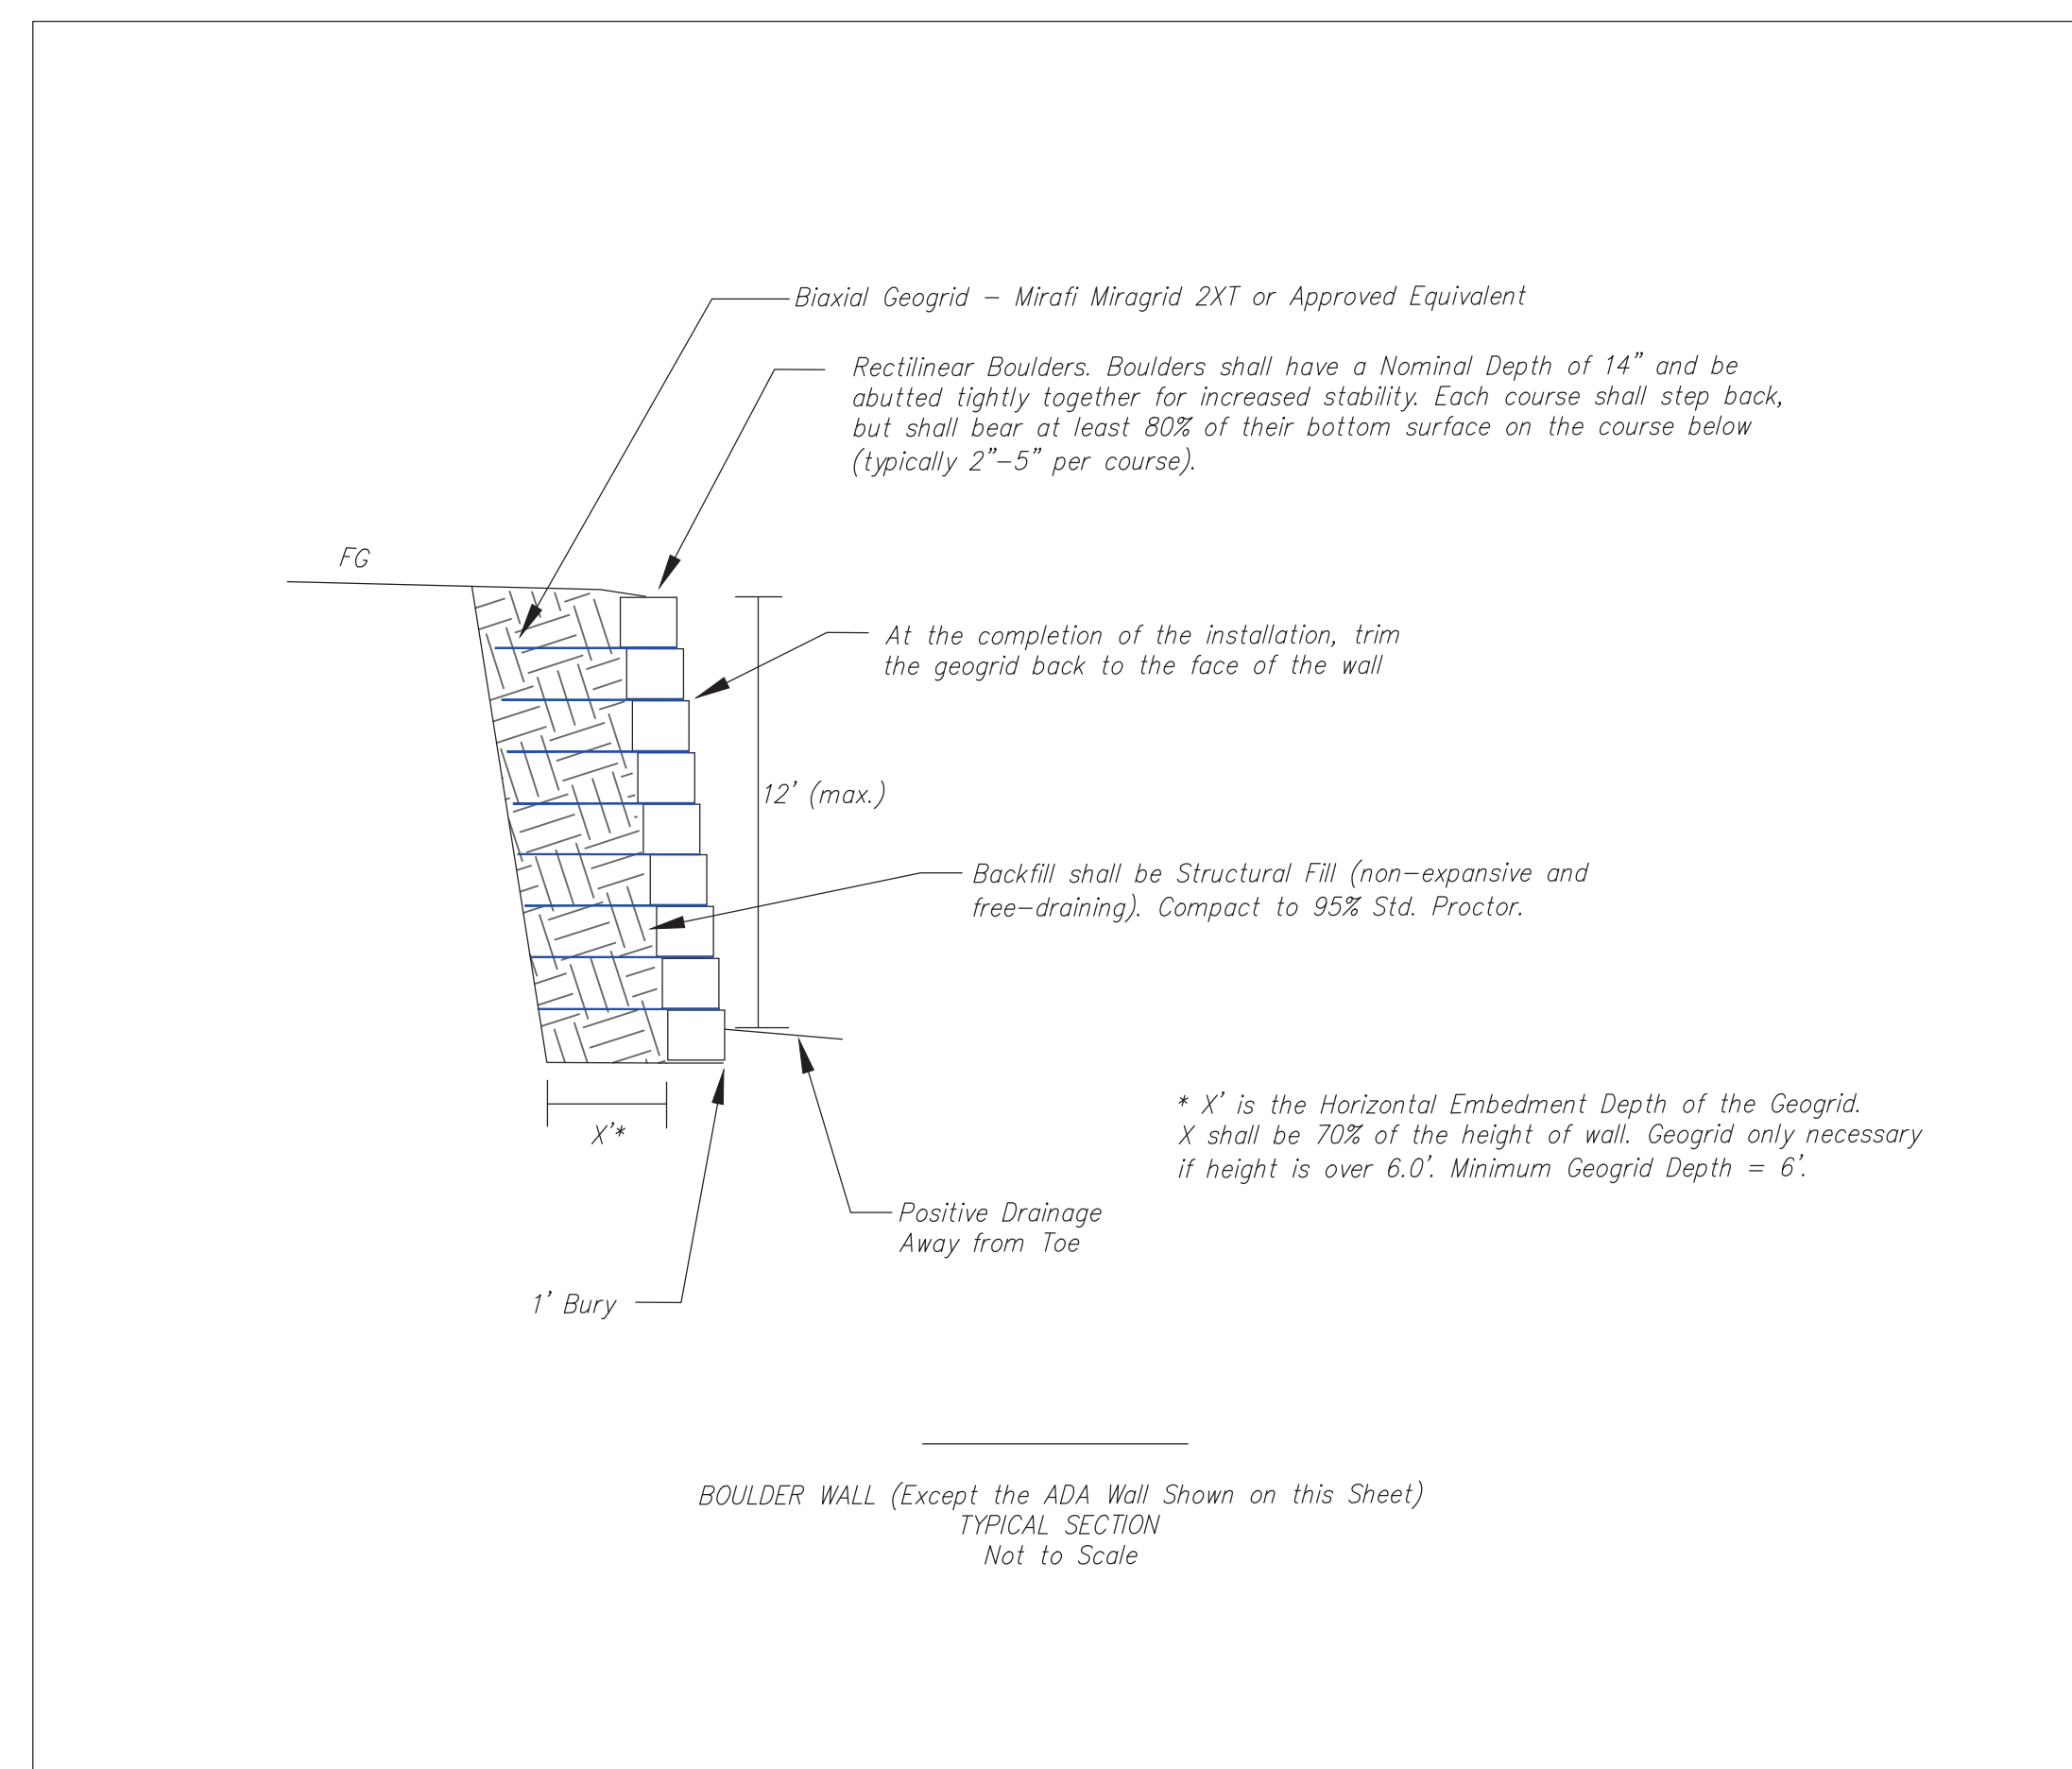 Biaxial Geogrid – Mirafi Miragrid 2XT or Approved Equivalent
Rectilinear Boulders. Boulders shall have a Nominal Depth of 14" and be
abutted tightly together for increased stability. Each course shall step back,
but shall bear at least 80% of their bottom surface on the course below
(typically 2"–5" per course).
FG
At the completion of the installation, trim
the geogrid back to the face of the wall
12' (max.)
Backfill shall be Structural Fill (non–expansive and
free–draining). Compact to 95% Std. Proctor.
* X' is the Horizontal Embedment Depth of the Geogrid.
X shall be 70% of the height of wall. Geogrid only necessary
if height is over 6.0'. Minimum Geogrid Depth = 6'.
X'*
Positive Drainage
Away from Toe
1' Bury
BOULDER WALL (Except the ADA Wall Shown on this Sheet)
TYPICAL SECTION
Not to Scale